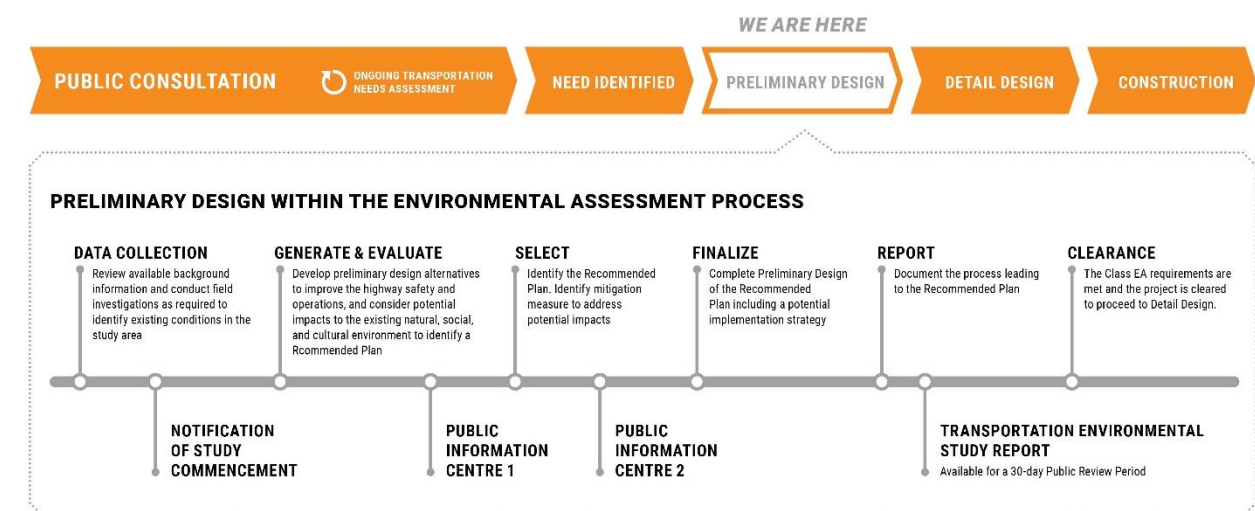 WE ARE HERE
PUBLIC CONSULTATION
ONGOING TRANSPORTATION
NEEDS ASSESSMENT
NEED IDENTIFIED
PRELIMINARY DESIGN
DETAIL DESIGN
CONSTRUCTION
PRELIMINARY DESIGN WITHIN THE ENVIRONMENTAL ASSESSMENT PROCESS
DATA COLLECTION
Review available background
information and conduct field
investigations as required to
identify existing conditions in the
study area
GENERATE & EVALUATE
Develop preliminary design alternatives
to improve the highway safety and
operations, and consider potential
impacts to the existing natural, social,
and cultural environment to identify a
Rcommended Plan
SELECT
Identify the Recommended
Plan. Identify mitigation
measure to address
potential impacts
FINALIZE
Complete Preliminary Design
of the Recommended
Plan including a potential
implementation strategy
REPORT
Document the process leading
to the Recommended Plan
CLEARANCE
The Class EA requirements are
met and the project is cleared
to proceed to Detail Design.
NOTIFICATION
OF STUDY
COMMENCEMENT
PUBLIC
INFORMATION
CENTRE 1
PUBLIC
INFORMATION
CENTRE 2
TRANSPORTATION ENVIRONMENTAL
STUDY REPORT
Available for a 30-day Public Review Period